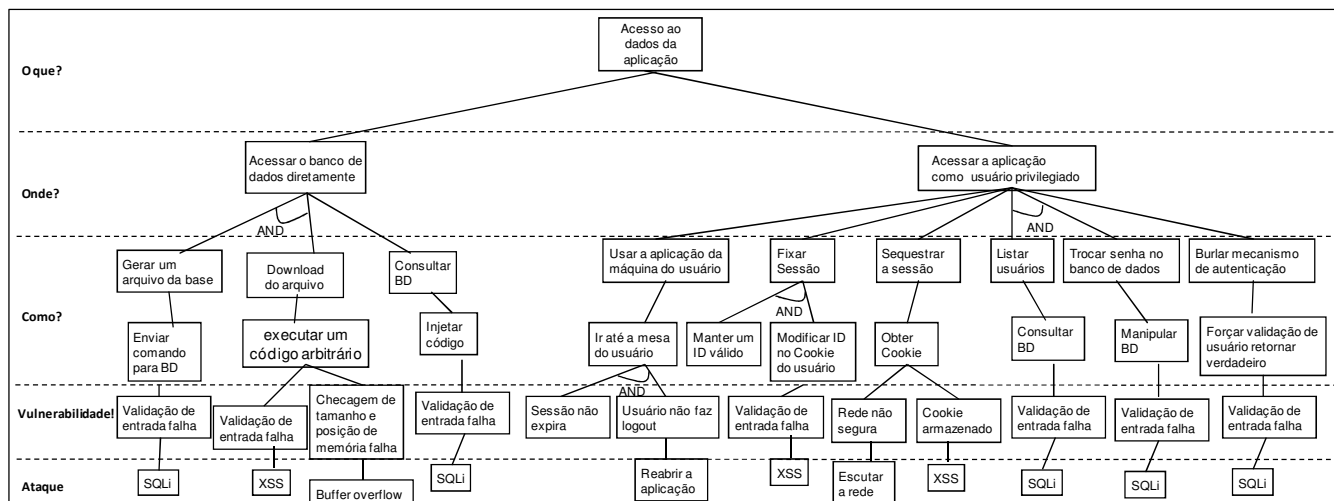 Acesso ao
dados da
aplicação
O que?
Acessar o banco de
dados diretamente
Acessar a aplicação
como usuário privilegiado
Onde?
AND
AND
Gerar um
arquivo da base
Download
do arquivo
Consultar
BD
Usar a aplicação da
máquina do usuário
Fixar
Sessão
Sequestrar
a sessão
Listar
usuários
Trocar senha no
banco de dados
Burlar mecanismo
de autenticação
Como?
AND
Enviar
comando
para BD
executar um
código arbitrário
Injetar
código
Ir até a mesa
do usuário
Manter um
ID válido
Modificar ID
no Cookie
do usuário
Obter
Cookie
Consultar
BD
Manipular
BD
Forçar validação de
usuário retornar
verdadeiro
AND
Vulnerabilidade!
Validação de
entrada falha
Validação de
entrada falha
Checagem de
tamanho e
posição de
memória falha
Validação de
entrada falha
Sessão não
expira
Usuário não faz
logout
Validação de
entrada falha
Rede não
segura
Cookie
armazenado
Validação de
entrada falha
Validação de
entrada falha
Validação de
entrada falha
Ataque
SQLi
XSS
Buffer overflow
SQLi
Reabrir a
aplicação
XSS
Escutar
a rede
XSS
SQLi
SQLi
SQLi